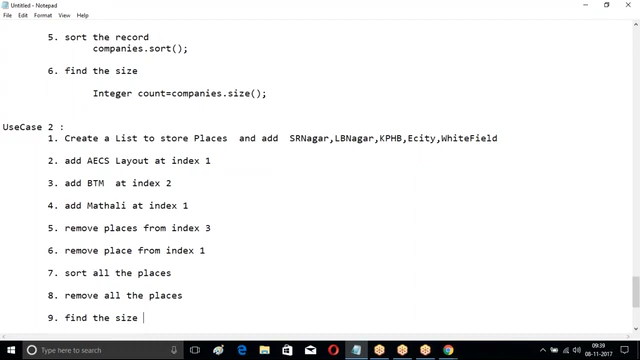 Untitled - Notepad
File Edit Format View Help
5. sort the record
companies.sort();
6. find the size
Integer count=companies.size();
UseCase 2 :
1. Create a List to store Places and add SRNagar,LBNagar,KPHB,Ecity,WhiteField
2. add AECS Layout at index 1
3. add BTM at index 2
4. add Mathali at index 1
5. remove places from index 3
6. remove place from index 1
7. sort all the places
8. remove all the places
9. find the size
Type here to search
09:39
08-11-2017